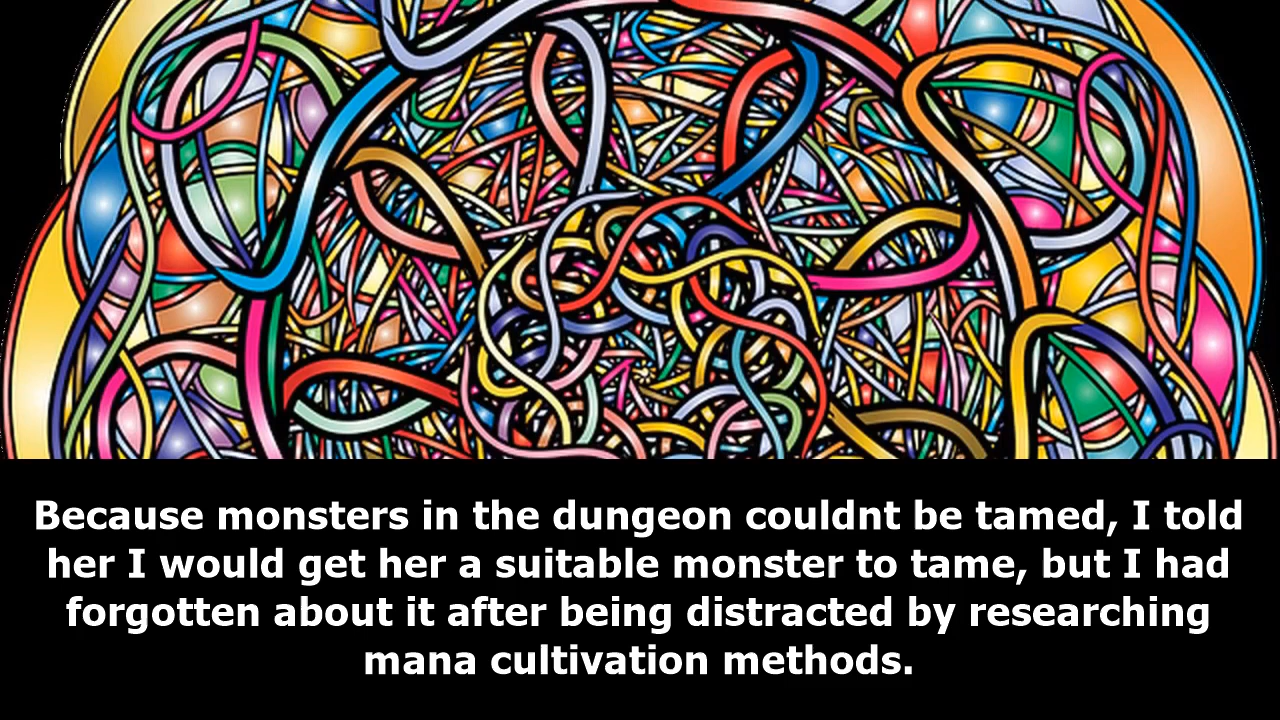 Because monsters in the dungeon couldnt be tamed, I told
her I would get her a suitable monster to tame, but I had
forgotten about it after being distracted by researching
mana cultivation methods.